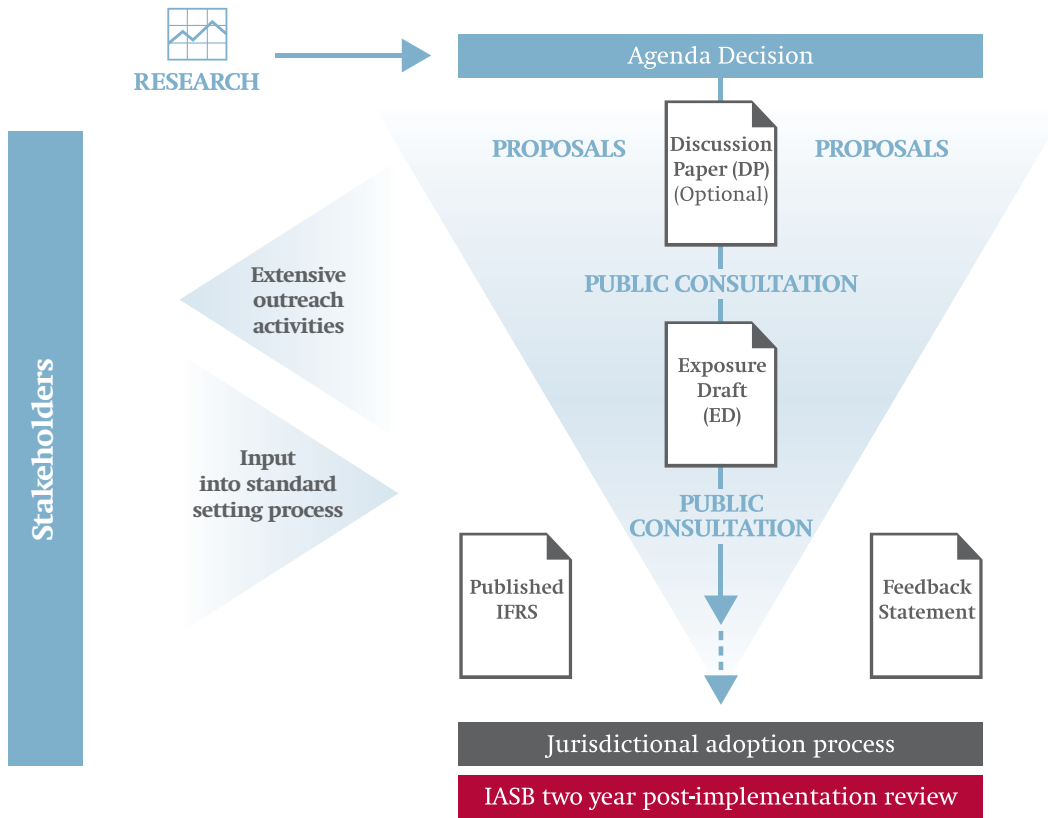 RESEARCH
Agenda Decision
PROPOSALS
Discussion
Paper (DP)
(Optional)
PROPOSALS
PUBLIC CONSULTATION
Stakeholders
Extensive
outreach
activities
Exposure
Draft
(ED)
Input
into standard
setting process
PUBLIC
CONSULTATION
Published
IFRS
Feedback
Statement
Jurisdictional adoption process
IASB two year post-implementation review